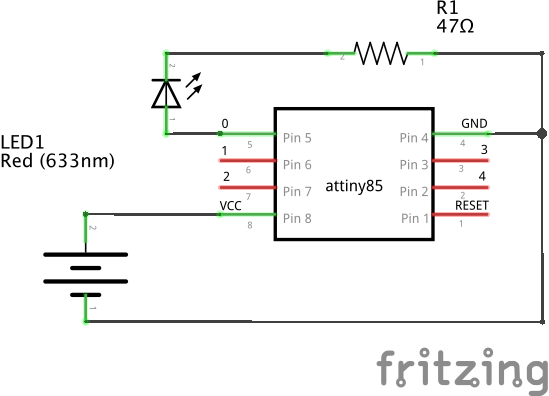 R1
47Ω
2
1
2
1
LED1
Red (633nm)
0
5
Pin 5
Pin 4
GND
4
1
6
Pin 6
Pin 3
3
3
2
7
Pin 7
attiny85
Pin 2
4
2
VCC
8
Pin 8
Pin 1
RESET
1
2
1
fritzing